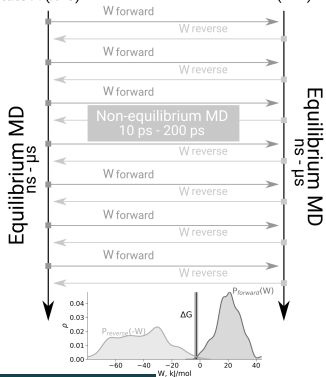 W forward
W reverse
W forward
W reverse
W forward
W reverse
W forward
Non-equilibrium MD
10 ps - 200 ps
W reverse
W forward
W reverse
W forward
W reverse
W forward
W reverse
Equilibrium MD
ns - μs
Equilibrium MD
ns - μs
P_forward(W)
P_reverse(-W)
ΔG
0.04
0.03
0.02
0.01
0.00
ρ
−60 −40 −20 0 20 40
W, kJ/mol